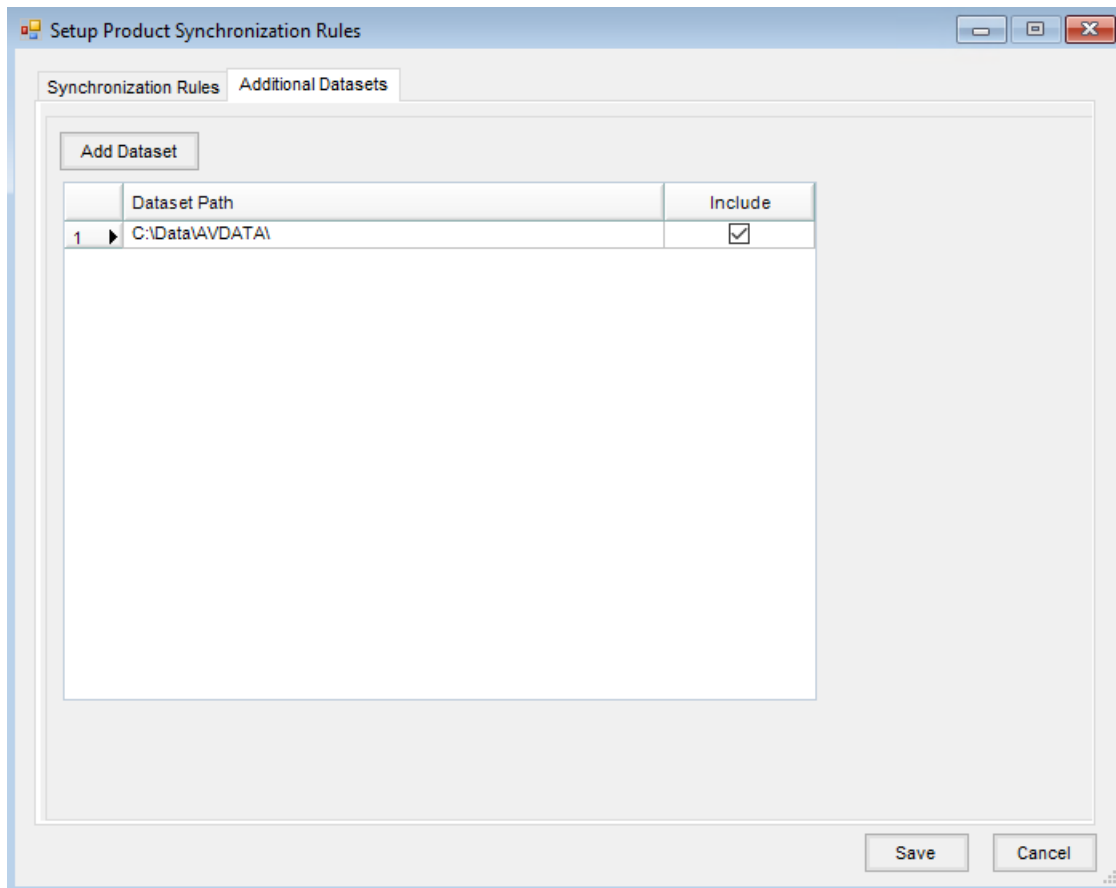 Setup Product Synchronization Rules
Synchronization Rules Additional Datasets
Add Dataset
Dataset Path Include
1 C:\Data\AVDATA\
Save Cancel